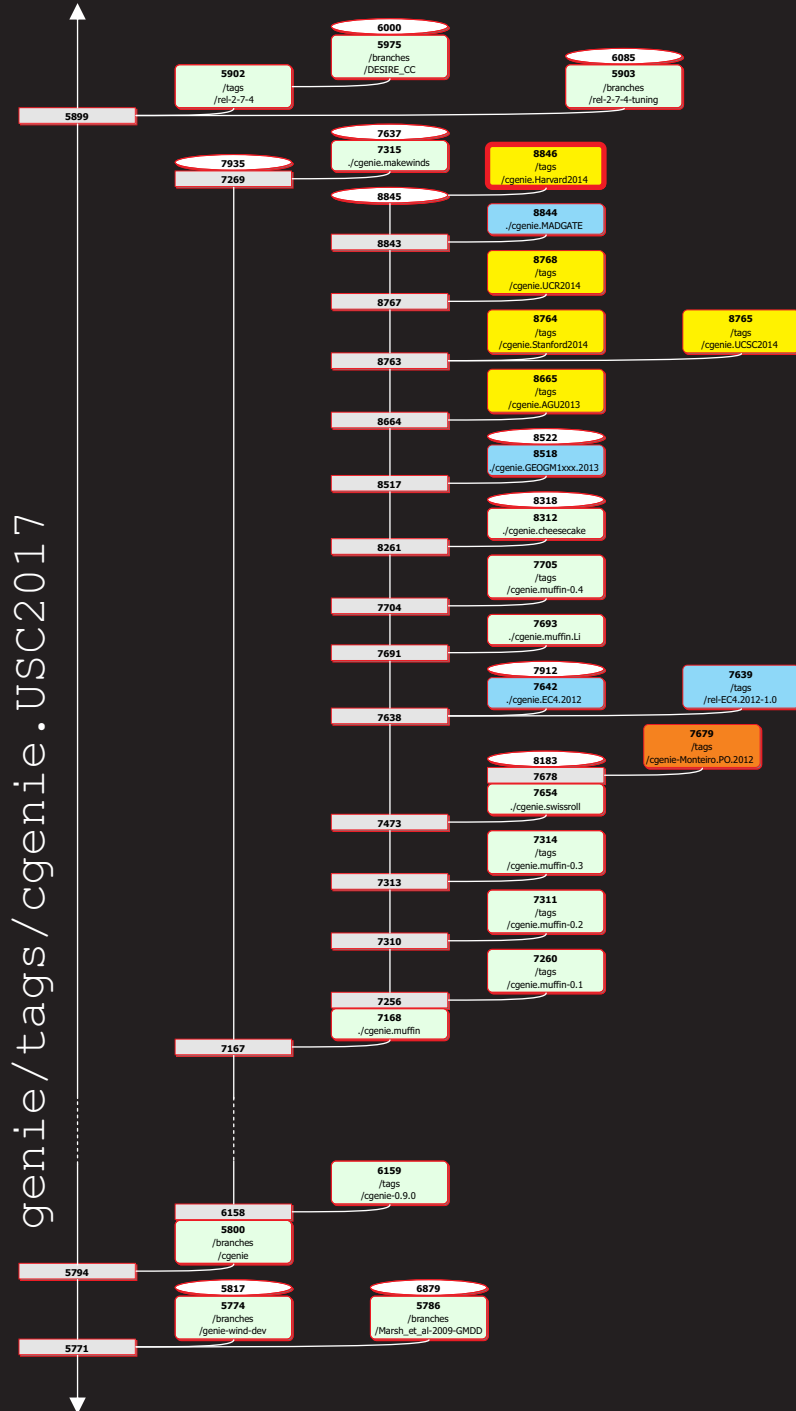 6000
5975
/branches
/DESIRE_CC
5902
/tags
/rel-2-7-4
6085
5903
/branches
/rel-2-7-4-tuning
5899
7637
7315
./cgenie.makewinds
7935
7269
8846
/tags
/cgenie.Harvard2014
8845
8844
./cgenie.MADGATE
8843
8768
/tags
/cgenie.UCR2014
8767
8764
/tags
/cgenie.Stanford2014
8765
/tags
/cgenie.UCSC2014
8763
8665
/tags
/cgenie.AGU2013
8664
8522
8518
./cgenie.GEOGM1xxx.2013
8517
8318
8312
./cgenie.cheesecake
8261
7705
/tags
/cgenie.muffin-0.4
7704
7693
./cgenie.muffin.Li
7691
7912
7642
./cgenie.EC4.2012
7639
/tags
/rel-EC4.2012-1.0
7638
7679
/tags
/cgenie-Monteiro.PO.2012
8183
7678
7654
./cgenie.swissroll
7473
7314
/tags
/cgenie.muffin-0.3
7313
7311
/tags
/cgenie.muffin-0.2
7310
7260
/tags
/cgenie.muffin-0.1
7256
7168
./cgenie.muffin
7167
genie/tags/cgenie.USC2017
6159
/tags
/cgenie-0.9.0
6158
5800
/branches
/cgenie
5794
5817
5774
/branches
/genie-wind-dev
6879
5786
/branches
/Marsh_et_al-2009-GMDD
5771